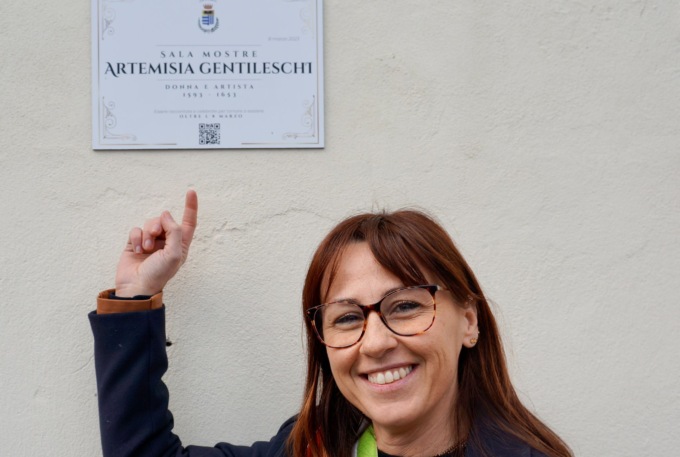 SALA MOSTRE
ARTEMISIA GENTILESCHI
DONNA E ARTISTA
1593 - 1653
OLTRE L'8 MARZO